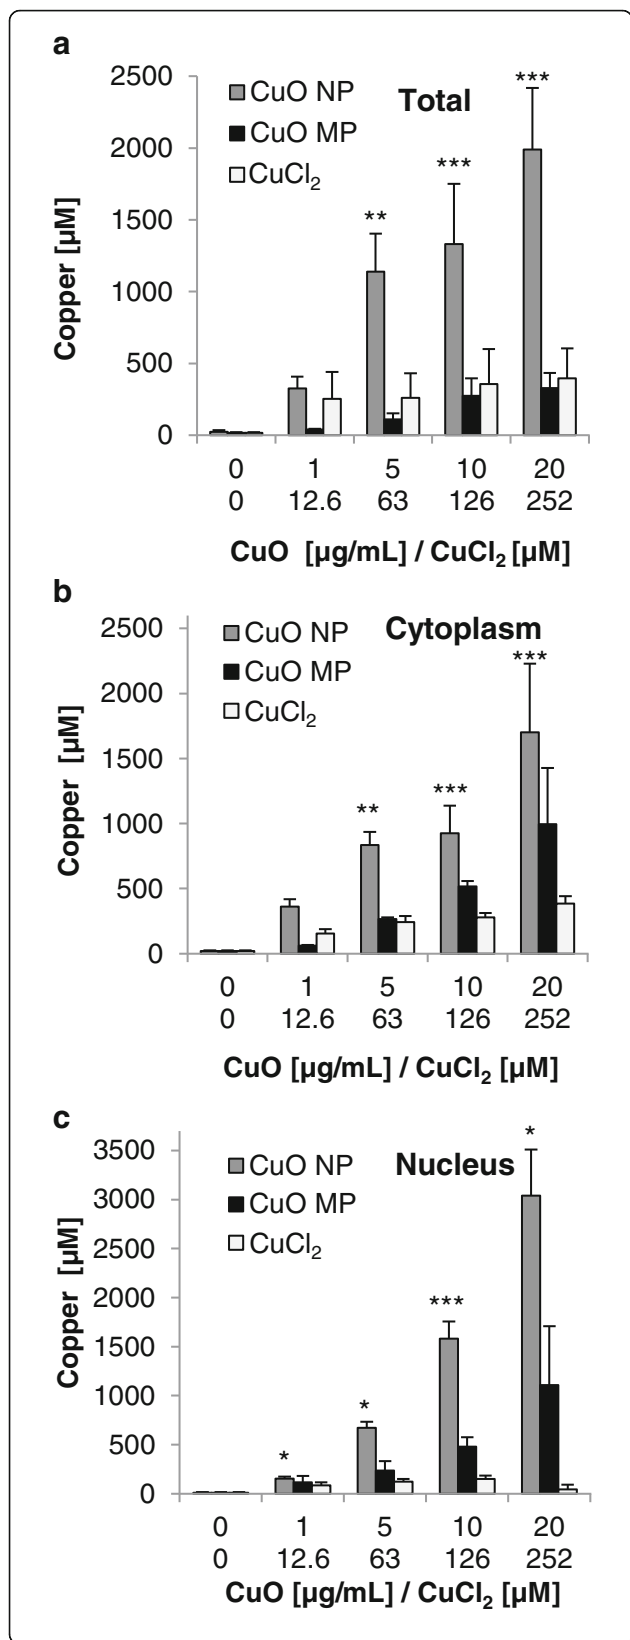 a
2500
2000
1500
1000
500
0
Copper [µM]
CuO NP
CuO MP
CuCl₂
Total
**
***
***
0 1 5 10 20
0 12.6 63 126 252
CuO [µg/mL] / CuCl₂ [µM]
b
2500
2000
1500
1000
500
0
Copper [µM]
CuO NP
CuO MP
CuCl₂
Cytoplasm
**
***
***
0 1 5 10 20
0 12.6 63 126 252
CuO [µg/mL] / CuCl₂ [µM]
c
3500
3000
2500
2000
1500
1000
500
0
Copper [µM]
CuO NP
CuO MP
CuCl₂
Nucleus
*
*
***
*
0 1 5 10 20
0 12.6 63 126 252
CuO [µg/mL] / CuCl₂ [µM]